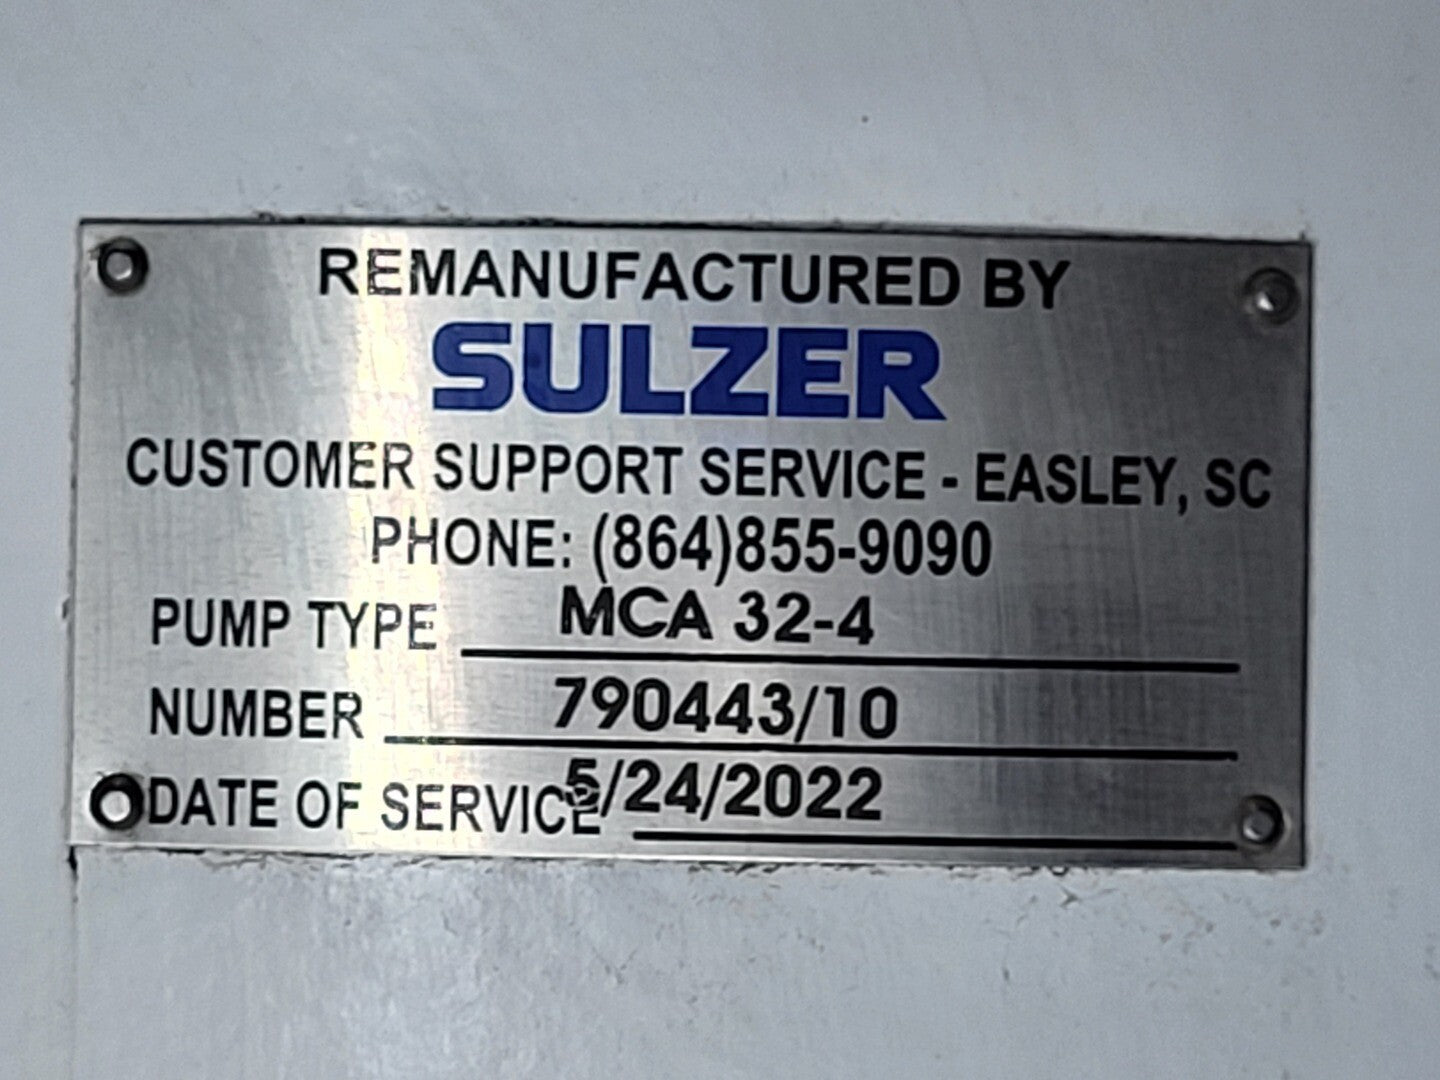 REMANUFACTURED BY
SULZER
CUSTOMER SUPPORT SERVICE - EASLEY, SC
PHONE: (864)855-9090
PUMP TYPE MCA 32-4
NUMBER 790443/10
DATE OF SERVICE 5/24/2022